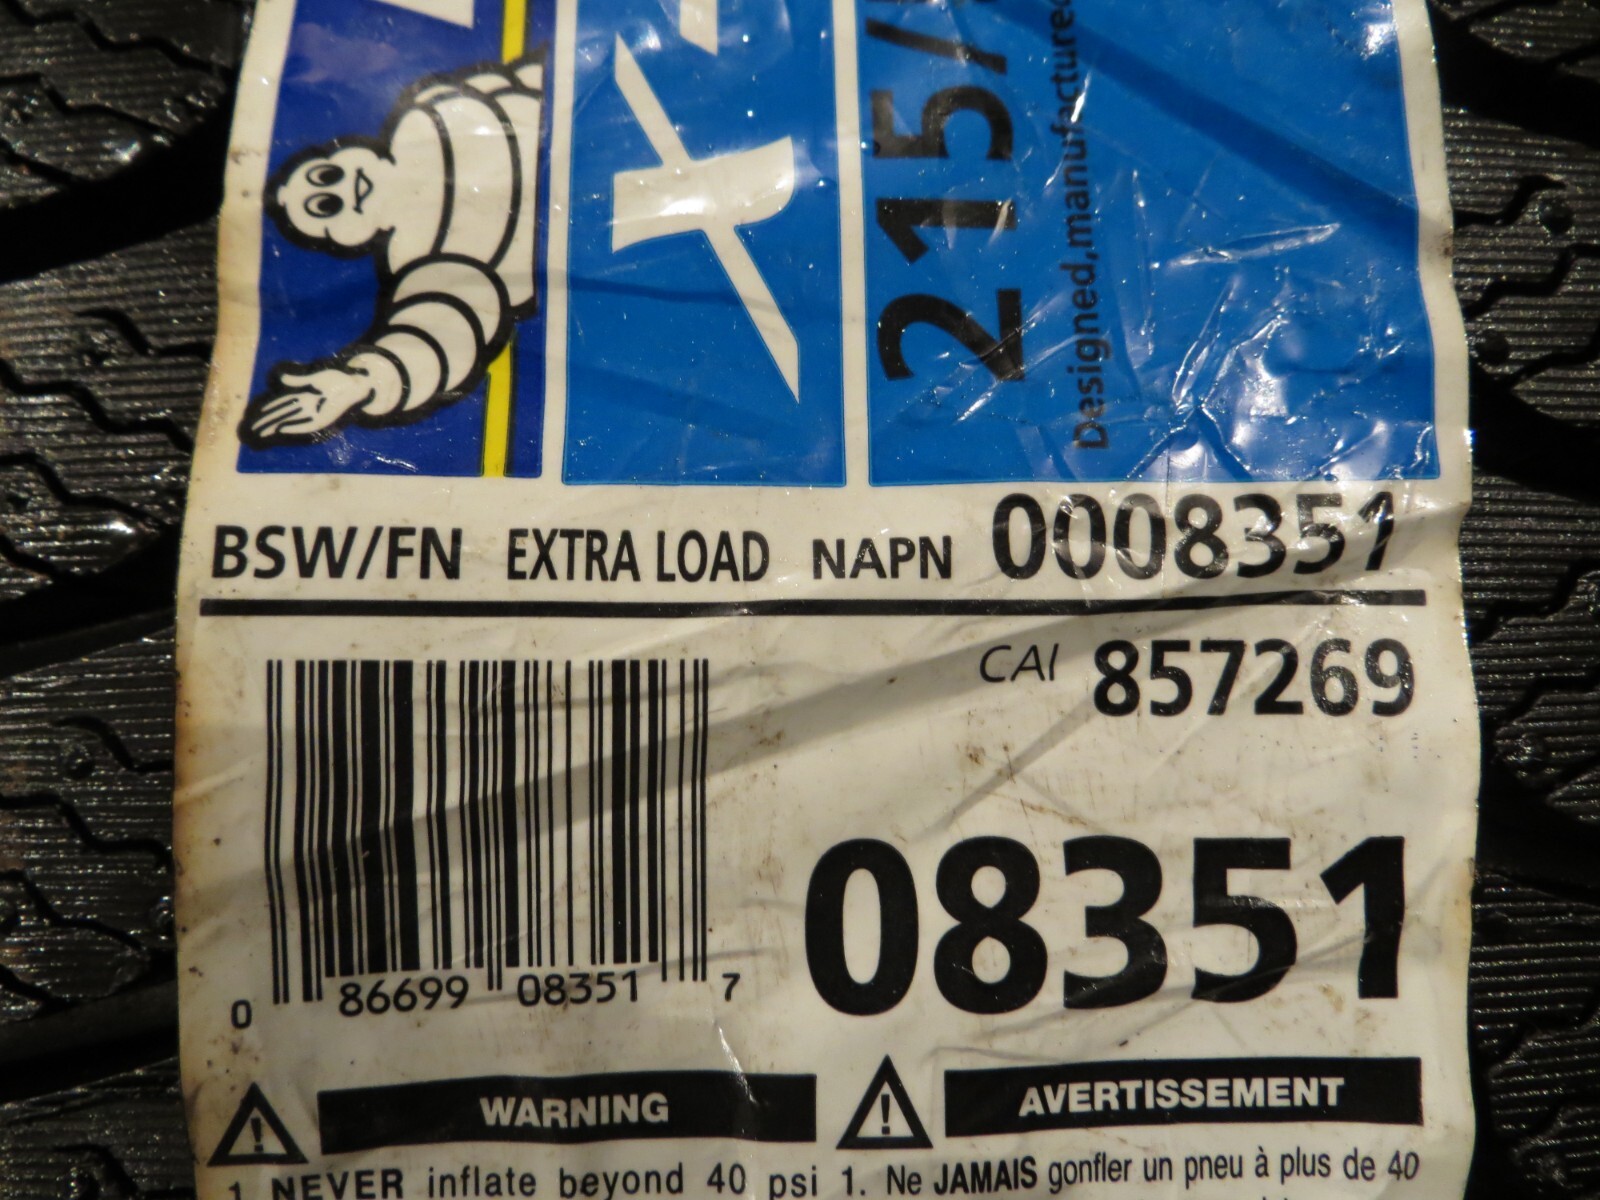 X
215/
Designed, manufactured
BSW/FN EXTRA LOAD NAPN 0008351
CAI 857269
08351
0 86699 08351 7
WARNING
AVERTISSEMENT
1. NEVER inflate beyond 40 psi
1. Ne JAMAIS gonfler un pneu à plus de 40